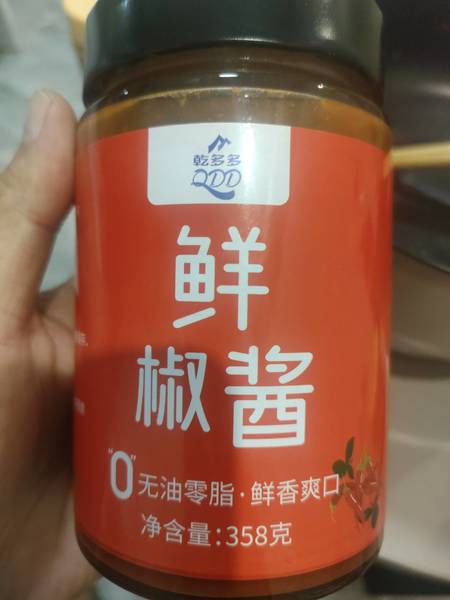 乾多多
QDD
鲜
椒酱
"0"无油零脂·鲜香爽口
净含量:358克